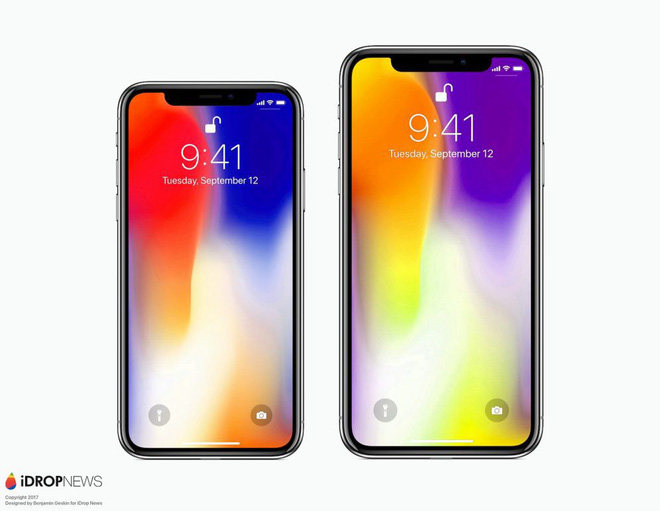 9:41
Tuesday, September 12
9:41
Tuesday, September 12
iDROPNEWS
Copyright 2017
Designed by Benjamin Geskin for iDrop News